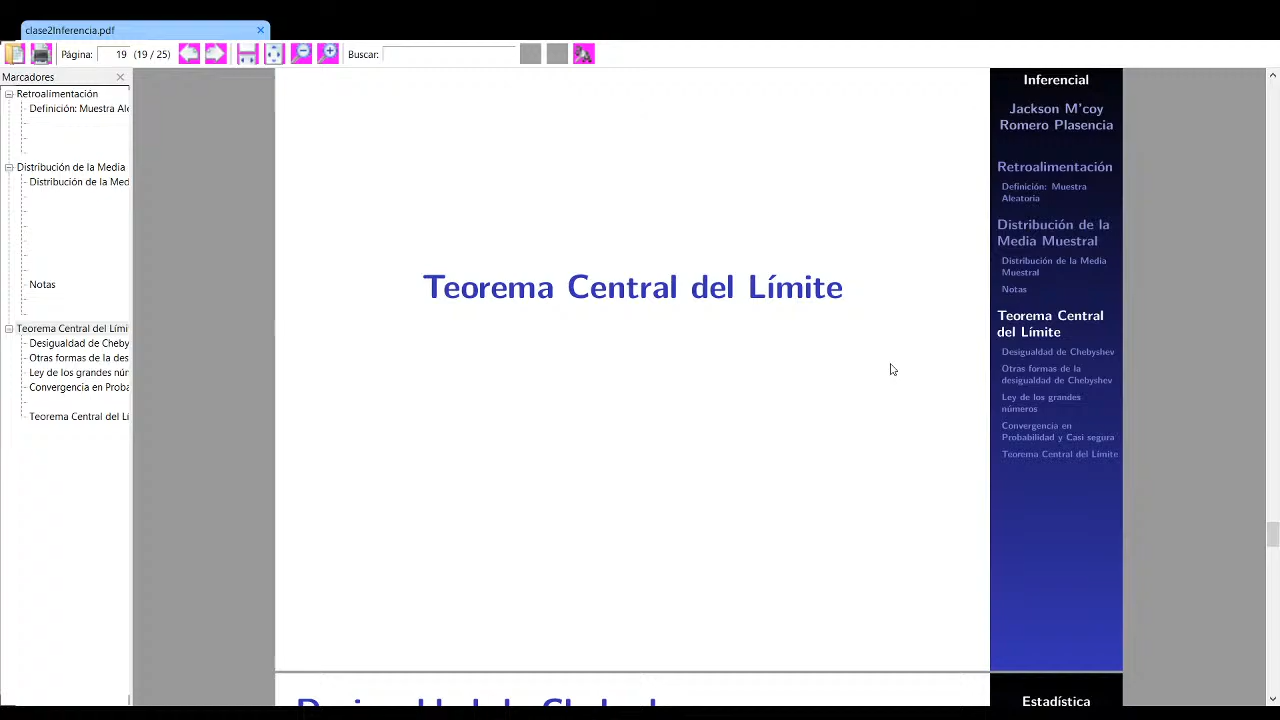 clase2Inferencia.pdf
Página: 19 (19 / 25) Buscar:
Marcadores
Retroalimentación
Definición: Muestra Ale
Distribución de la Media
Distribución de la Med
Notas
Teorema Central del Lími
Desigualdad de Cheby
Otras formas de la des
Ley de los grandes núr
Convergencia en Proba
Teorema Central del Lí
Teorema Central del Límite
Inferencial
Jackson M'coy
Romero Plasencia
Retroalimentación
Definición: Muestra
Aleatoria
Distribución de la
Media Muestral
Distribución de la Media
Muestral
Notas
Teorema Central
del Límite
Desigualdad de Chebyshev
Otras formas de la
desigualdad de Chebyshev
Ley de los grandes
números
Convergencia en
Probabilidad y Casi segura
Teorema Central del Límite
Estadística